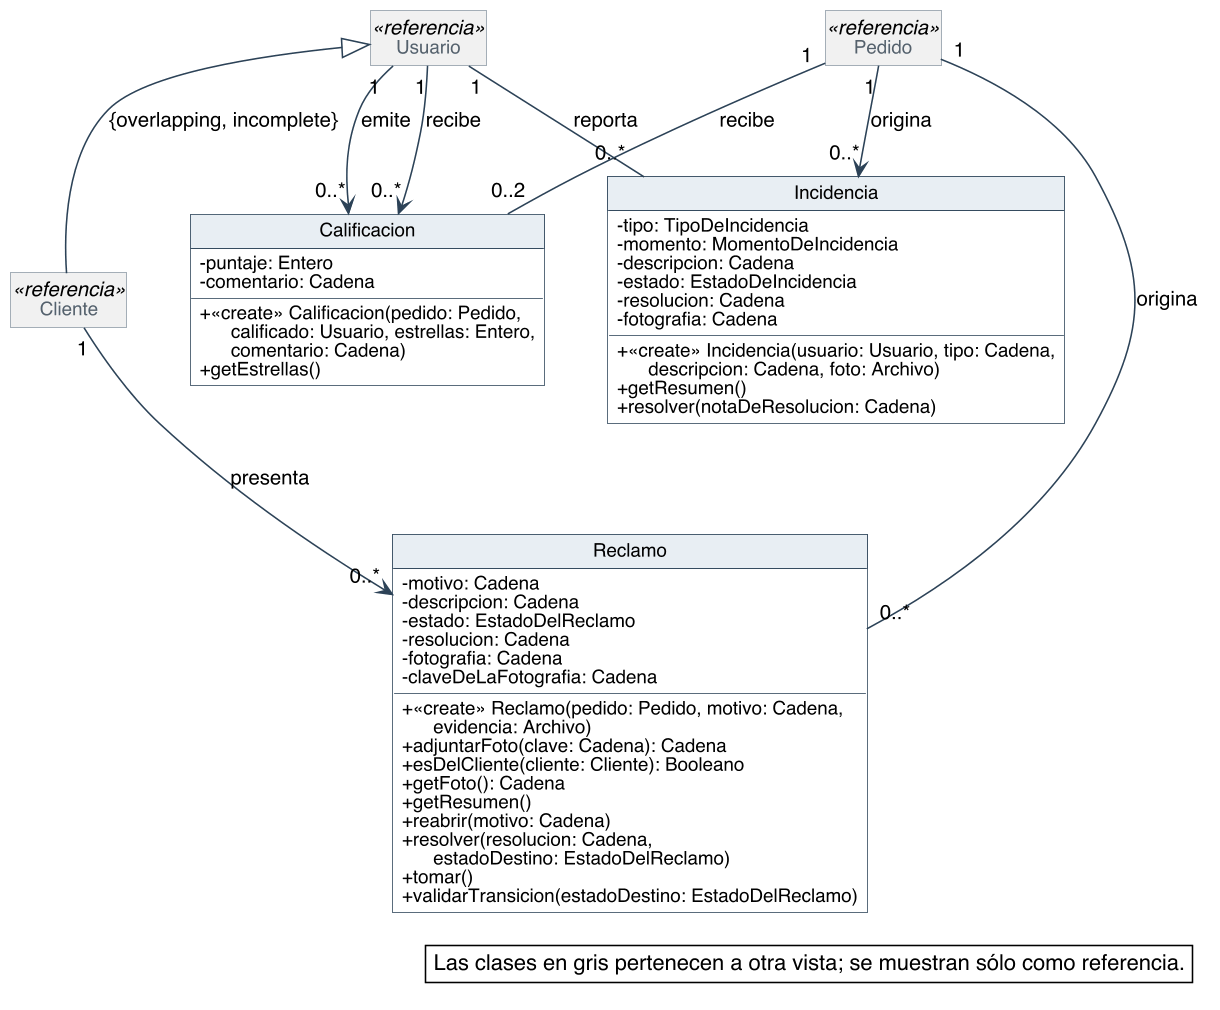 «referencia»
Usuario
«referencia»
Pedido
1
1
1
1
1
1
{overlapping, incomplete}
emite
recibe
reporta
recibe
origina
0..*
0..*
0..*
0..2
0..*
Calificacion
-puntaje: Entero
-comentario: Cadena
+«create» Calificacion(pedido: Pedido,
calificado: Usuario, estrellas: Entero,
comentario: Cadena)
+getEstrellas()
Incidencia
-tipo: TipoDeIncidencia
-momento: MomentoDeIncidencia
-descripcion: Cadena
-estado: EstadoDeIncidencia
-resolucion: Cadena
-fotografia: Cadena
+«create» Incidencia(usuario: Usuario, tipo: Cadena,
descripcion: Cadena, foto: Archivo)
+getResumen()
+resolver(notaDeResolucion: Cadena)
«referencia»
Cliente
origina
1
presenta
0..*
0..*
Reclamo
-motivo: Cadena
-descripcion: Cadena
-estado: EstadoDelReclamo
-resolucion: Cadena
-fotografia: Cadena
-claveDeLaFotografia: Cadena
+«create» Reclamo(pedido: Pedido, motivo: Cadena,
evidencia: Archivo)
+adjuntarFoto(clave: Cadena): Cadena
+esDelCliente(cliente: Cliente): Booleano
+getFoto(): Cadena
+getResumen()
+reabrir(motivo: Cadena)
+resolver(resolucion: Cadena,
estadoDestino: EstadoDelReclamo)
+tomar()
+validarTransicion(estadoDestino: EstadoDelReclamo)
Las clases en gris pertenecen a otra vista; se muestran sólo como referencia.